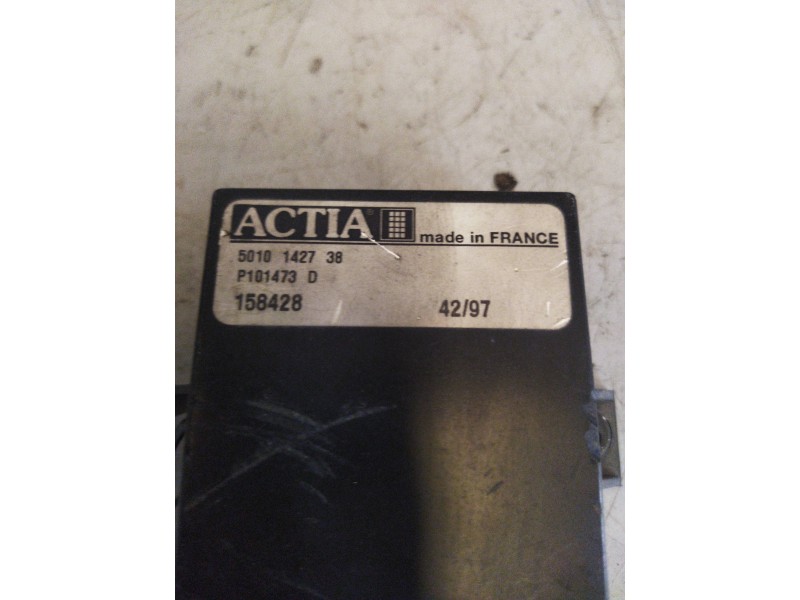 ACTIA® made in FRANCE
5010 1427 38
P101473 D
158428 42/97